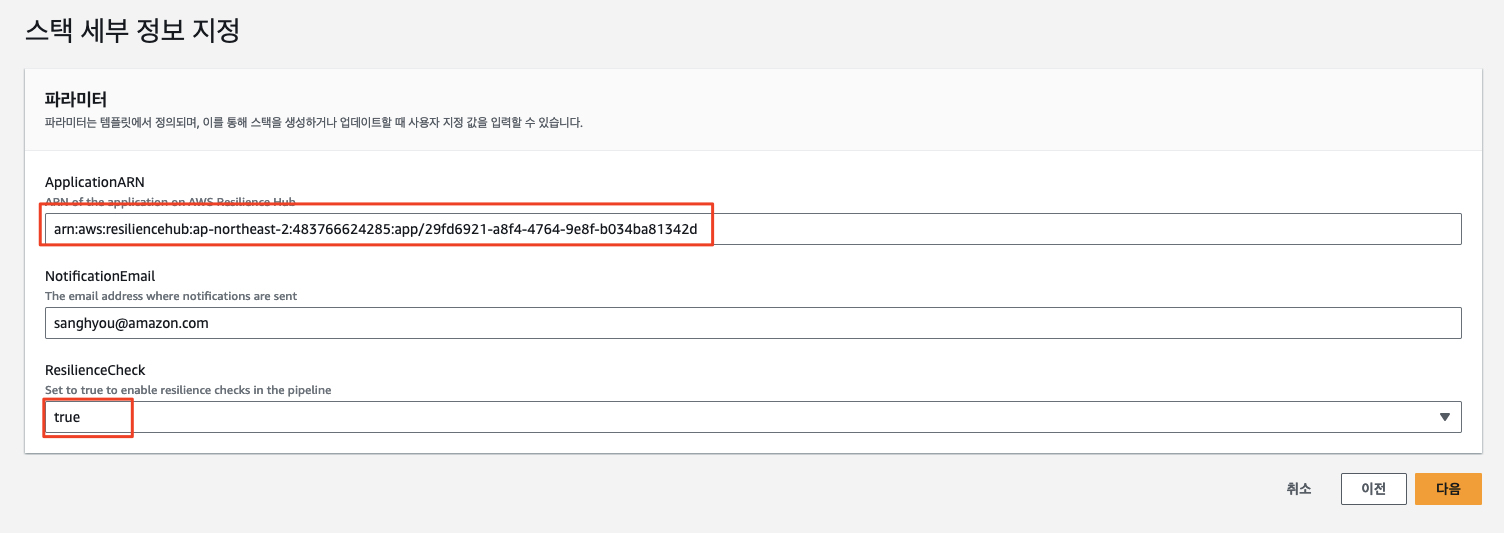 스택 세부 정보 지정
파라미터
파라미터는 템플릿에서 정의되며, 이를 통해 스택을 생성하거나 업데이트할 때 사용자 지정 값을 입력할 수 있습니다.
ApplicationARN
ARN of the application on AWS Resilience Hub
arn:aws:resiliencehub:ap-northeast-2:483766624285:app/29fd6921-a8f4-4764-9e8f-b034ba81342d
NotificationEmail
The email address where notifications are sent
sanghyou@amazon.com
ResilienceCheck
Set to true to enable resilience checks in the pipeline
true
취소 이전 다음